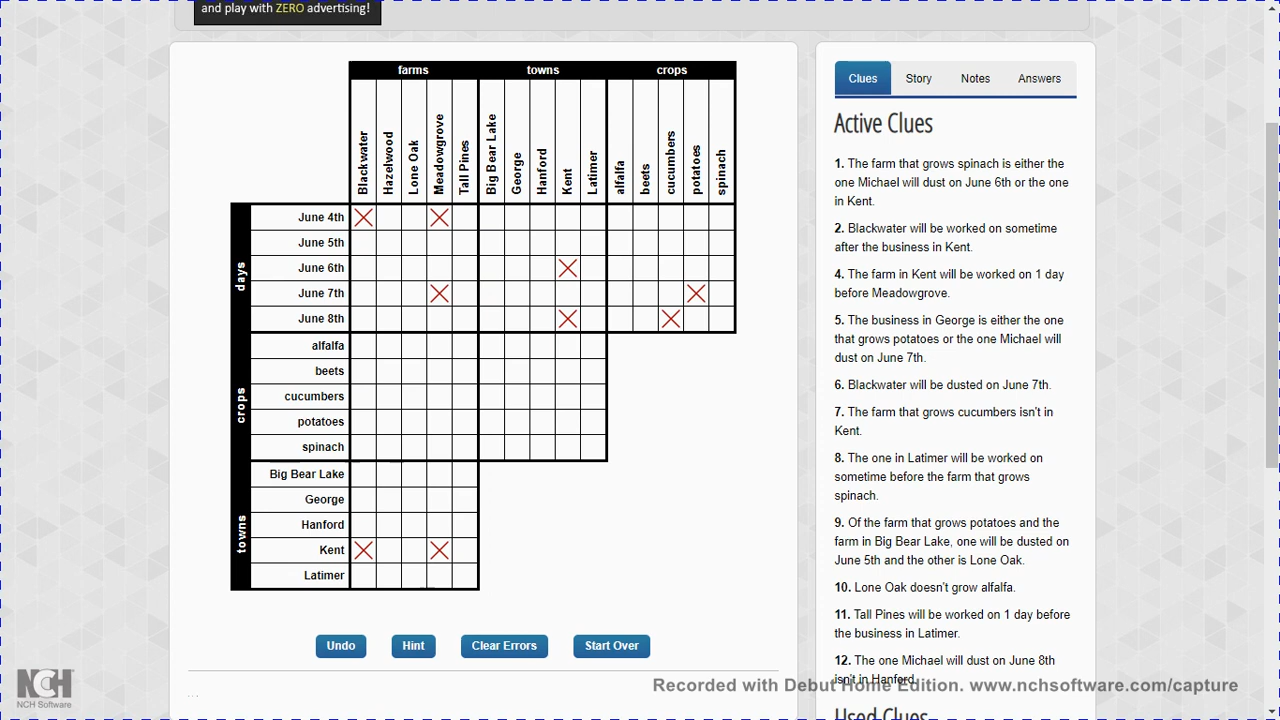 and play with ZERO advertising!
farms
towns
crops
Blackwater
Hazelwood
Lone Oak
Meadowgrove
Tall Pines
Big Bear Lake
George
Hanford
Kent
Latimer
alfalfa
beets
cucumbers
potatoes
spinach
days
June 4th
June 5th
June 6th
June 7th
June 8th
crops
alfalfa
beets
cucumbers
potatoes
spinach
towns
Big Bear Lake
George
Hanford
Kent
Latimer
Undo
Hint
Clear Errors
Start Over
Clues
Story
Notes
Answers
Active Clues
1. The farm that grows spinach is either the
one Michael will dust on June 6th or the one
in Kent.
2. Blackwater will be worked on sometime
after the business in Kent.
4. The farm in Kent will be worked on 1 day
before Meadowgrove.
5. The business in George is either the one
that grows potatoes or the one Michael will
dust on June 7th.
6. Blackwater will be dusted on June 7th.
7. The farm that grows cucumbers isn't in
Kent.
8. The one in Latimer will be worked on
sometime before the farm that grows
spinach.
9. Of the farm that grows potatoes and the
farm in Big Bear Lake, one will be dusted on
June 5th and the other is Lone Oak.
10. Lone Oak doesn't grow alfalfa.
11. Tall Pines will be worked on 1 day before
the business in Latimer.
12. The one Michael will dust on June 8th
isn't in Hanford.
Used Clues
NCH
NCH Software
Recorded with Debut Home Edition. www.nchsoftware.com/capture